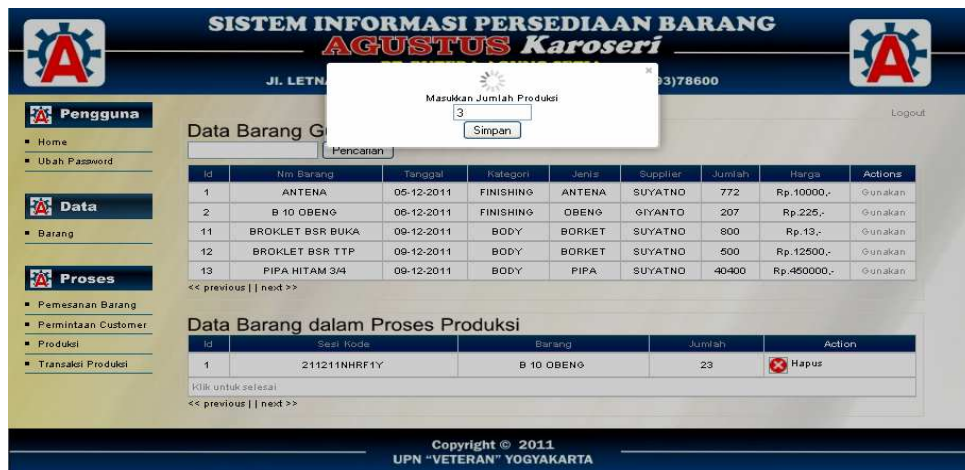 SISTEM INFORMASI PERSEDIAAN BARANG
AGUSTUS Karoseri
Jl. LETN
93)78600
Masukkan Jumlah Produksi
3
Simpan
Pengguna
Home
Ubah Password
Data
Barang
Proses
Pemesanan Barang
Permintaan Customer
Produksi
Transaksi Produksi
Logout
Data Barang G
Pencarian
Id Nm Barang Tanggal Kategori Jenis Supplier Jumlah Harga Actions
1 ANTENA 05-12-2011 FINISHING ANTENA SUYATNO 772 Rp.10000,- Gunakan
2 B 10 OBENG 06-12-2011 FINISHING OBENG GIYANTO 207 Rp.225,- Gunakan
11 BROKLET BSR BUKA 09-12-2011 BODY BORKET SUYATNO 800 Rp.13,- Gunakan
12 BROKLET BSR TTP 09-12-2011 BODY BORKET SUYATNO 500 Rp.12500,- Gunakan
13 PIPA HITAM 3/4 09-12-2011 BODY PIPA SUYATNO 40400 Rp.450000,- Gunakan
<< previous | | next >>
Data Barang dalam Proses Produksi
Id Sesi Kode Barang Jumlah Action
1 211211NHRF1Y B 10 OBENG 23 Hapus
Klik untuk selesai
<< previous | | next >>
Copyright © 2011
UPN “VETERAN” YOGYAKARTA